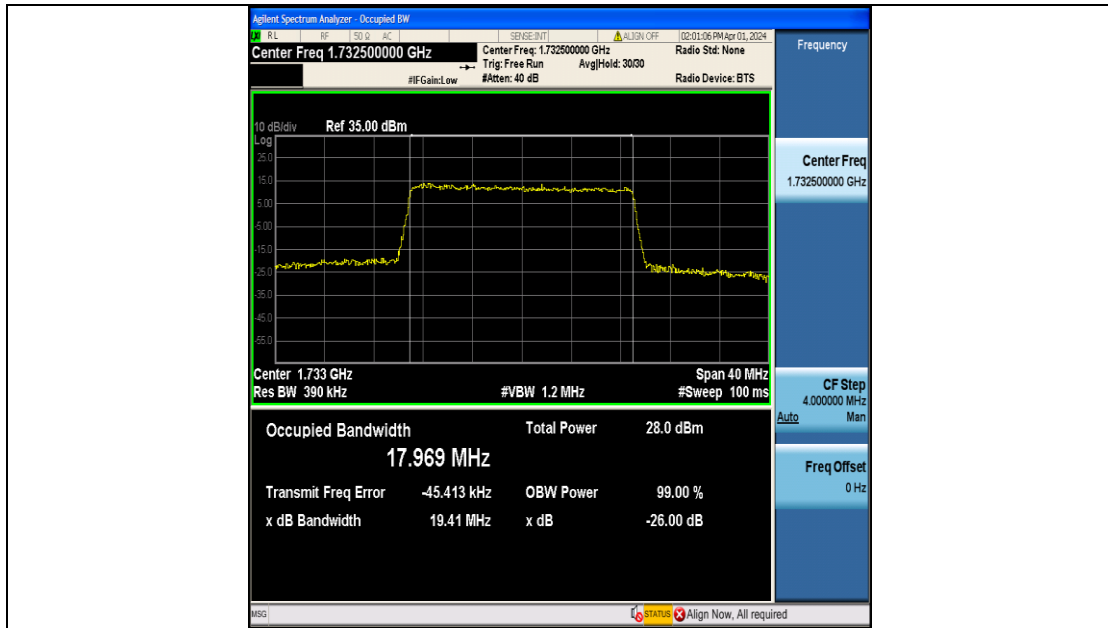 Agilent Spectrum Analyzer - Occupied BW
RL RF 50 Ω AC SENSE:INT ALIGN OFF 02:01:06 PM Apr 01, 2024
Center Freq 1.732500000 GHz
Center Freq: 1.732500000 GHz
Radio Std: None
Trig: Free Run Avg|Hold: 30/30
#IFGain:Low #Atten: 40 dB Radio Device: BTS
10 dB/div Ref 35.00 dBm
Log
25.0
15.0
5.00
-5.00
-15.0
-25.0
-35.0
-45.0
-55.0
Center 1.733 GHz Span 40 MHz
Res BW 390 kHz #VBW 1.2 MHz #Sweep 100 ms
Occupied Bandwidth Total Power 28.0 dBm
17.969 MHz
Transmit Freq Error -45.413 kHz OBW Power 99.00 %
x dB Bandwidth 19.41 MHz x dB -26.00 dB
MSG STATUS Align Now, All required
Frequency
Center Freq
1.732500000 GHz
CF Step
4.000000 MHz
Auto Man
Freq Offset
0 Hz